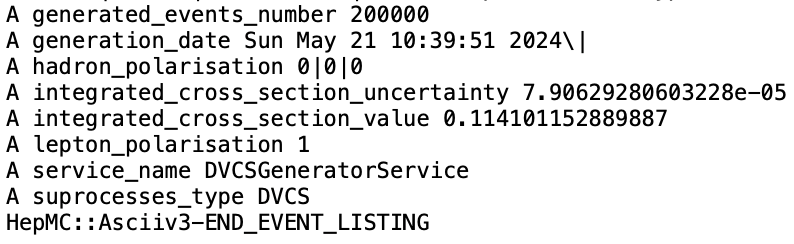 A generated_events_number 200000
A generation_date Sun May 21 10:39:51 2024\|
A hadron_polarisation 0|0|0
A integrated_cross_section_uncertainty 7.90629280603228e-05
A integrated_cross_section_value 0.114101152889887
A lepton_polarisation 1
A service_name DVCSGeneratorService
A suprocesses_type DVCS
HepMC::Asciiv3-END_EVENT_LISTING